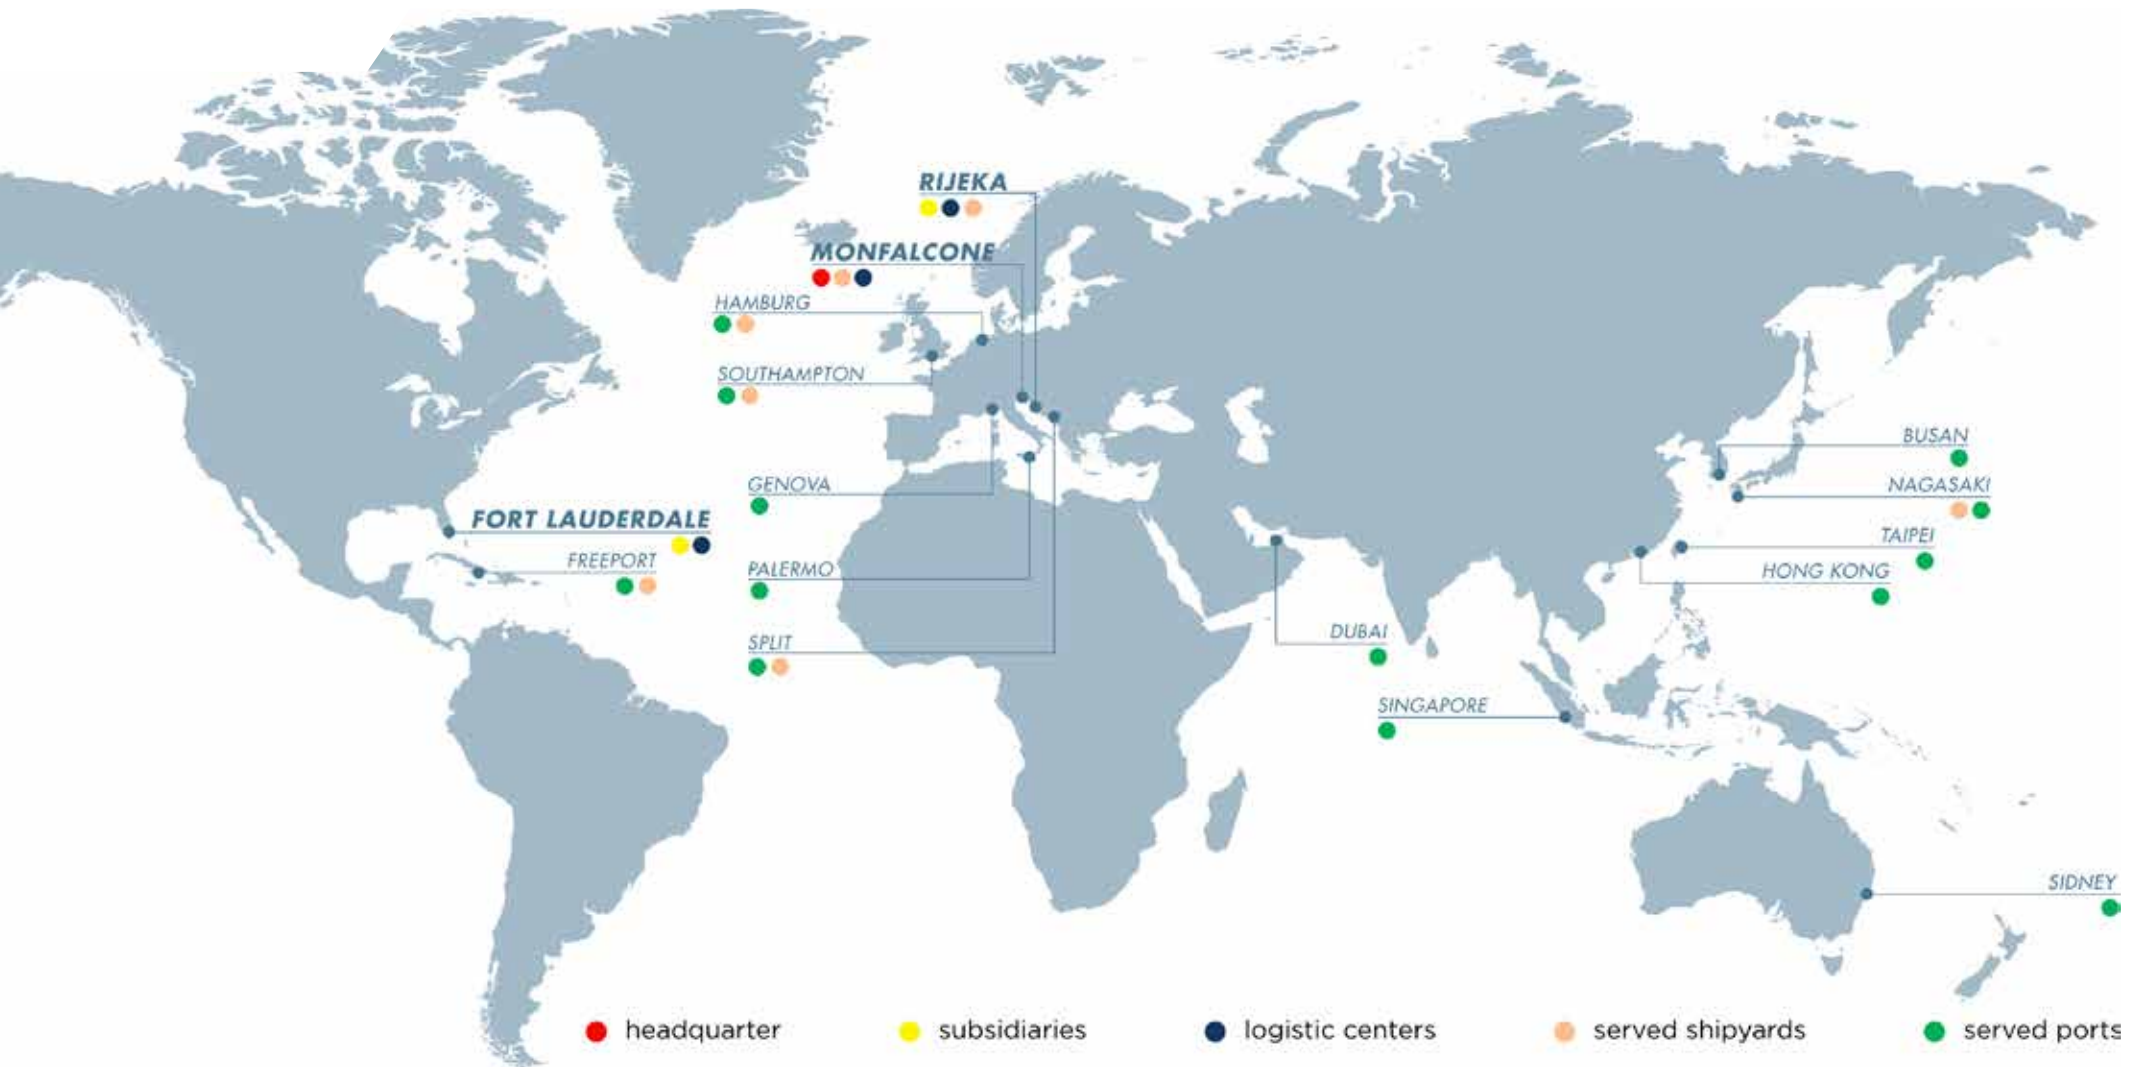 RIJEKA
MONFALCONE
HAMBURG
SOUTHAMPTON
BUSAN
GENOVA
NAGASAKI
FORT LAUDERDALE
TAIPEI
FREEPORT
PALERMO
HONG KONG
SPLIT
DUBAI
SINGAPORE
SIDNEY
headquarter
subsidiaries
logistic centers
served shipyards
served ports